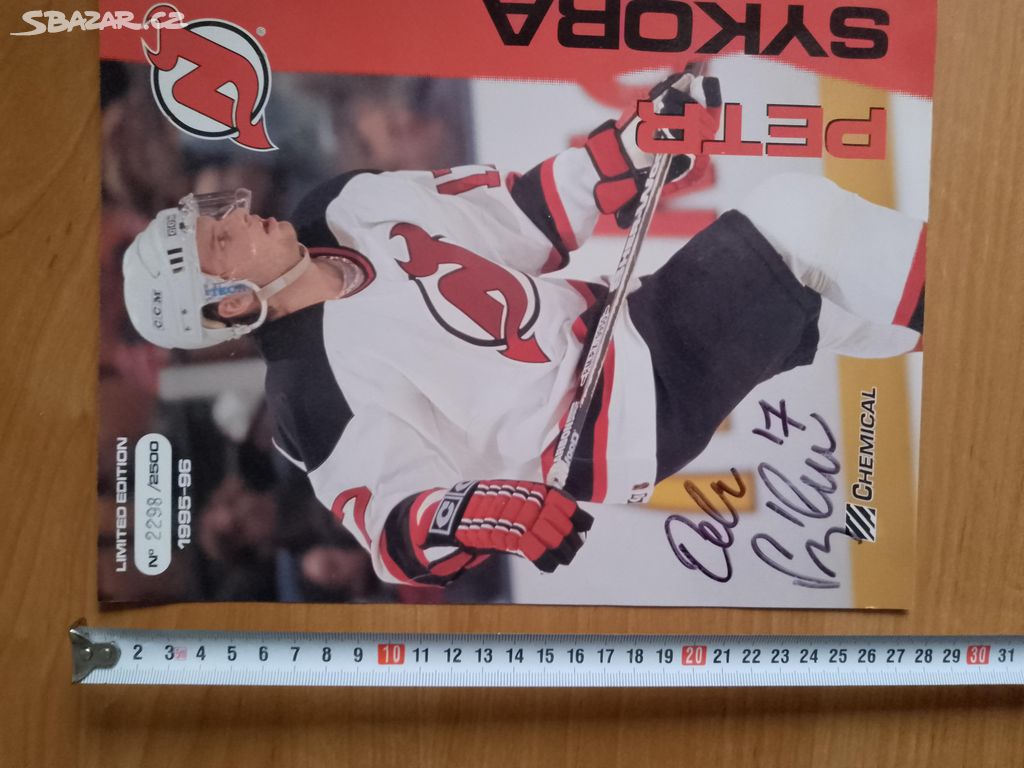 SBAZAR.CZ
LIMITED EDITION
Nº 2298 /2500
1995-96
PETR
SYKORA
CCM
CCM
17
CHEMICAL
2 3 4 5 6 7 8 9 10 11 12 13 14 15 16 17 18 19 20 21 22 23 24 25 26 27 28 29 30 31